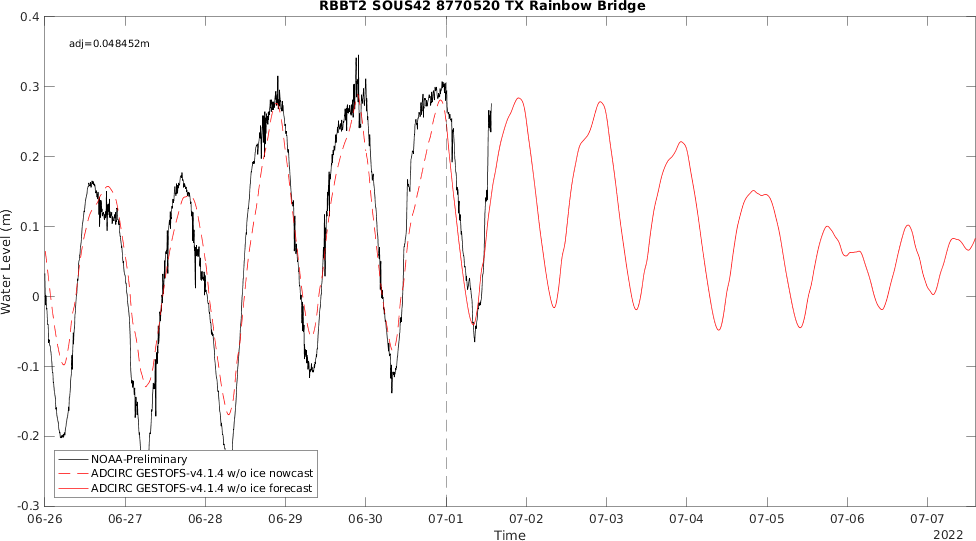 RBBT2 SOUS42 8770520 TX Rainbow Bridge
adj=0.048452m
Water Level (m)
0.4
0.3
0.2
0.1
0
-0.1
-0.2
-0.3
NOAA-Preliminary
ADCIRC GESTOFS-v4.1.4 w/o ice nowcast
ADCIRC GESTOFS-v4.1.4 w/o ice forecast
06-26 06-27 06-28 06-29 06-30 07-01 07-02 07-03 07-04 07-05 07-06 07-07
Time
2022